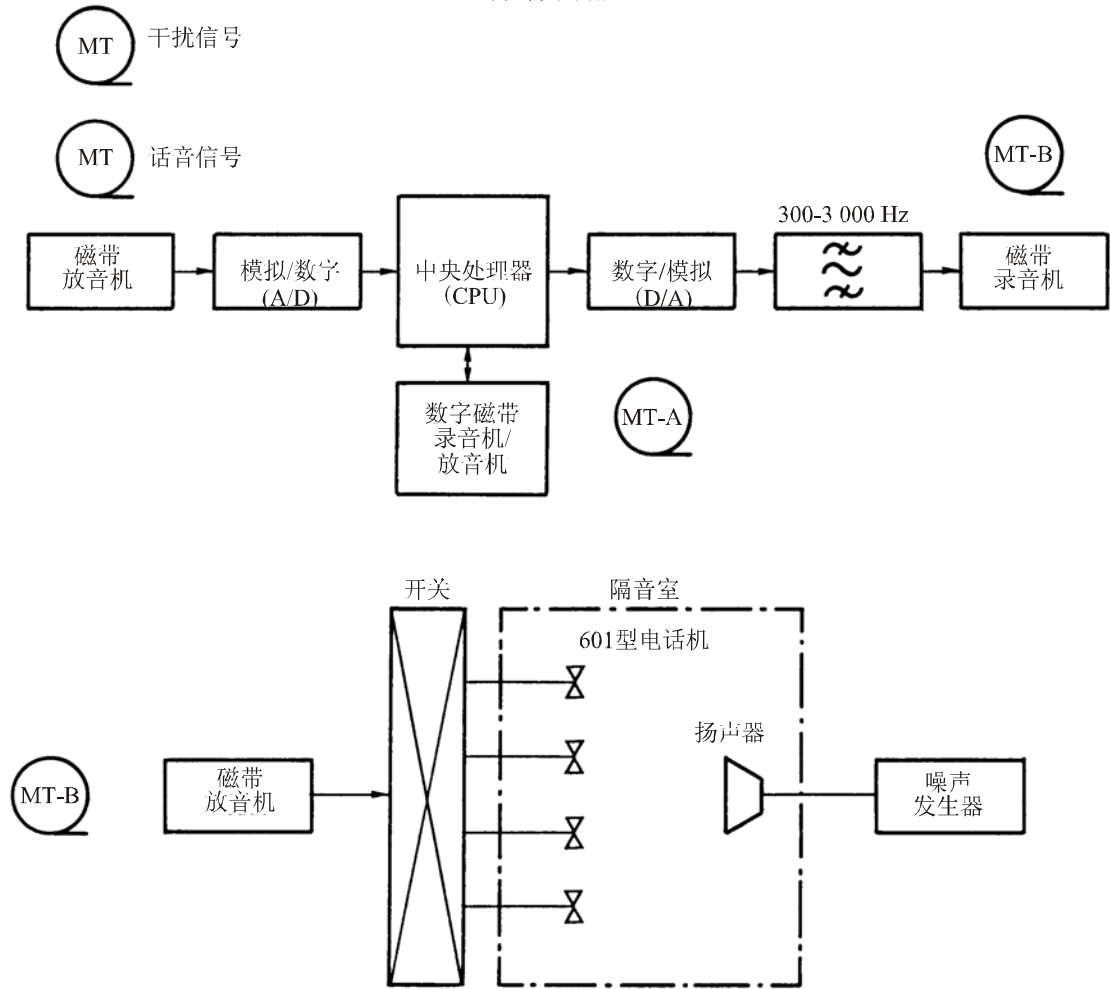 MT 干扰信号
MT 话音信号
MT-B
300-3 000 Hz
磁带
放音机
模拟/数字
(A/D)
中央处理器
(CPU)
数字/模拟
(D/A)
磁带
录音机
数字磁带
录音机/
放音机
MT-A
开关
隔音室
601型电话机
扬声器
MT-B
磁带
放音机
噪声
发生器